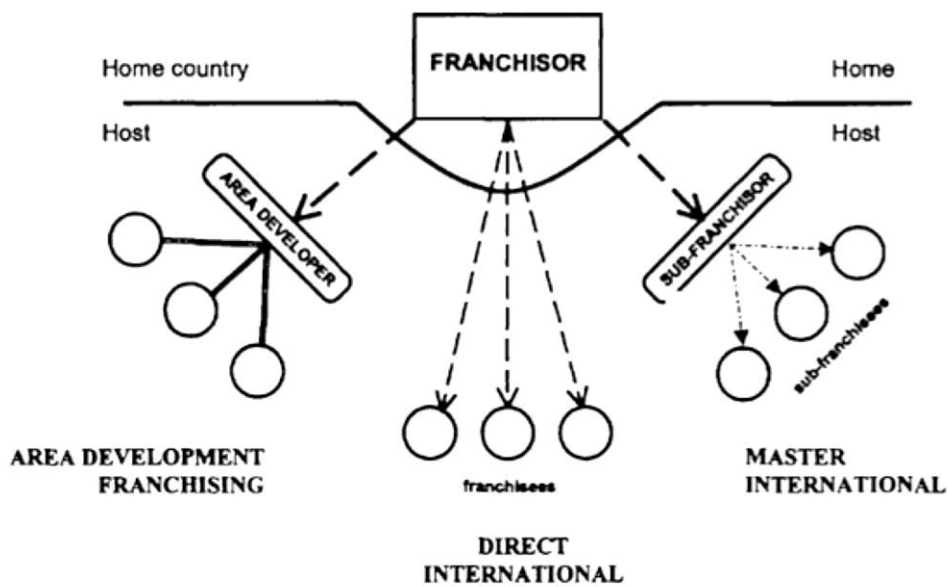 Home country
FRANCHISOR
Home
Host
Host
AREA DEVELOPER
SUB-FRANCHISOR
sub-franchisees
AREA DEVELOPMENT
FRANCHISING
franchisees
MASTER
INTERNATIONAL
DIRECT
INTERNATIONAL